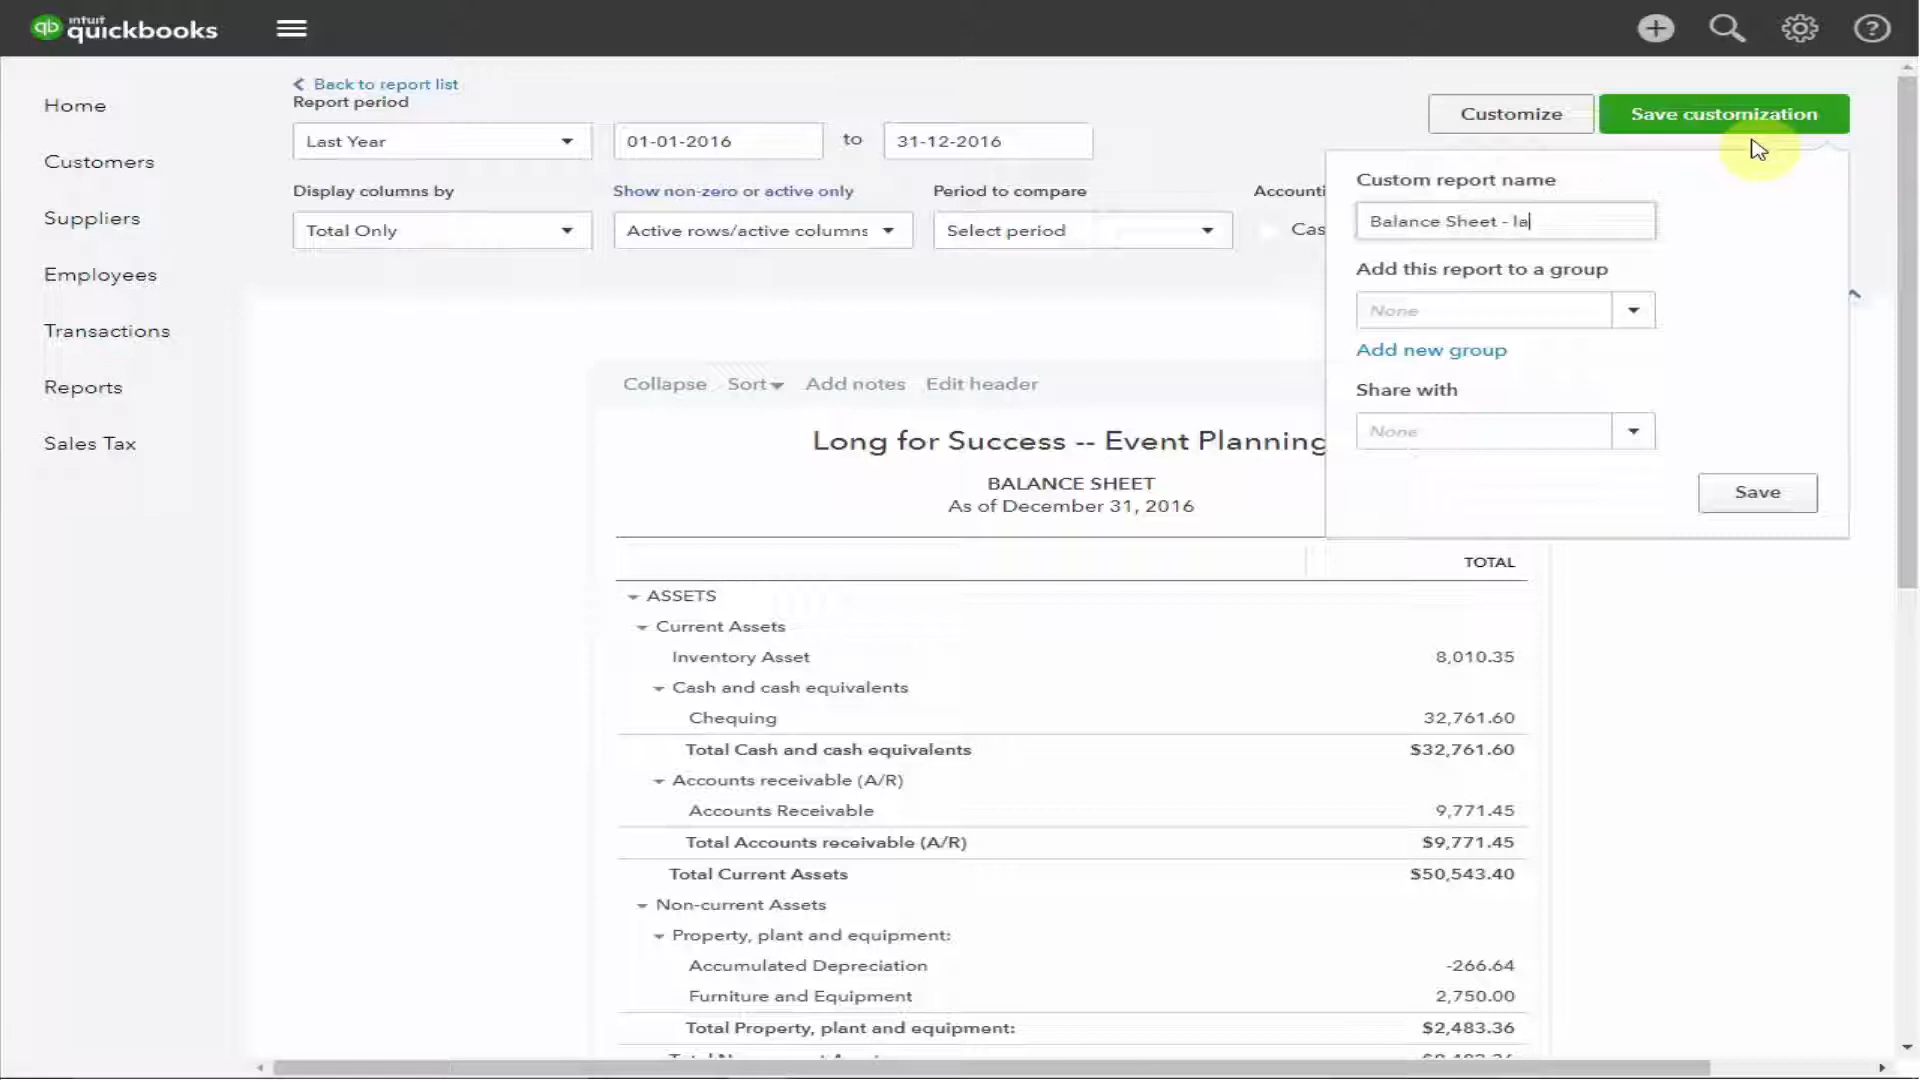 intuit
qb quickbooks
Home
Customers
Suppliers
Employees
Transactions
Reports
Sales Tax
Back to report list
Report period
Last Year
01-01-2016 to 31-12-2016
Display columns by
Total Only
Show non-zero or active only
Active rows/active columns
Period to compare
Select period
Accounti
Cas
Customize
Save customization
Custom report name
Balance Sheet - la
Add this report to a group
None
Add new group
Share with
None
Save
Collapse Sort Add notes Edit header
Long for Success -- Event Planning
BALANCE SHEET
As of December 31, 2016
TOTAL
ASSETS
Current Assets
Inventory Asset 8,010.35
Cash and cash equivalents
Chequing 32,761.60
Total Cash and cash equivalents $32,761.60
Accounts receivable (A/R)
Accounts Receivable 9,771.45
Total Accounts receivable (A/R) $9,771.45
Total Current Assets $50,543.40
Non-current Assets
Property, plant and equipment:
Accumulated Depreciation -266.64
Furniture and Equipment 2,750.00
Total Property, plant and equipment: $2,483.36